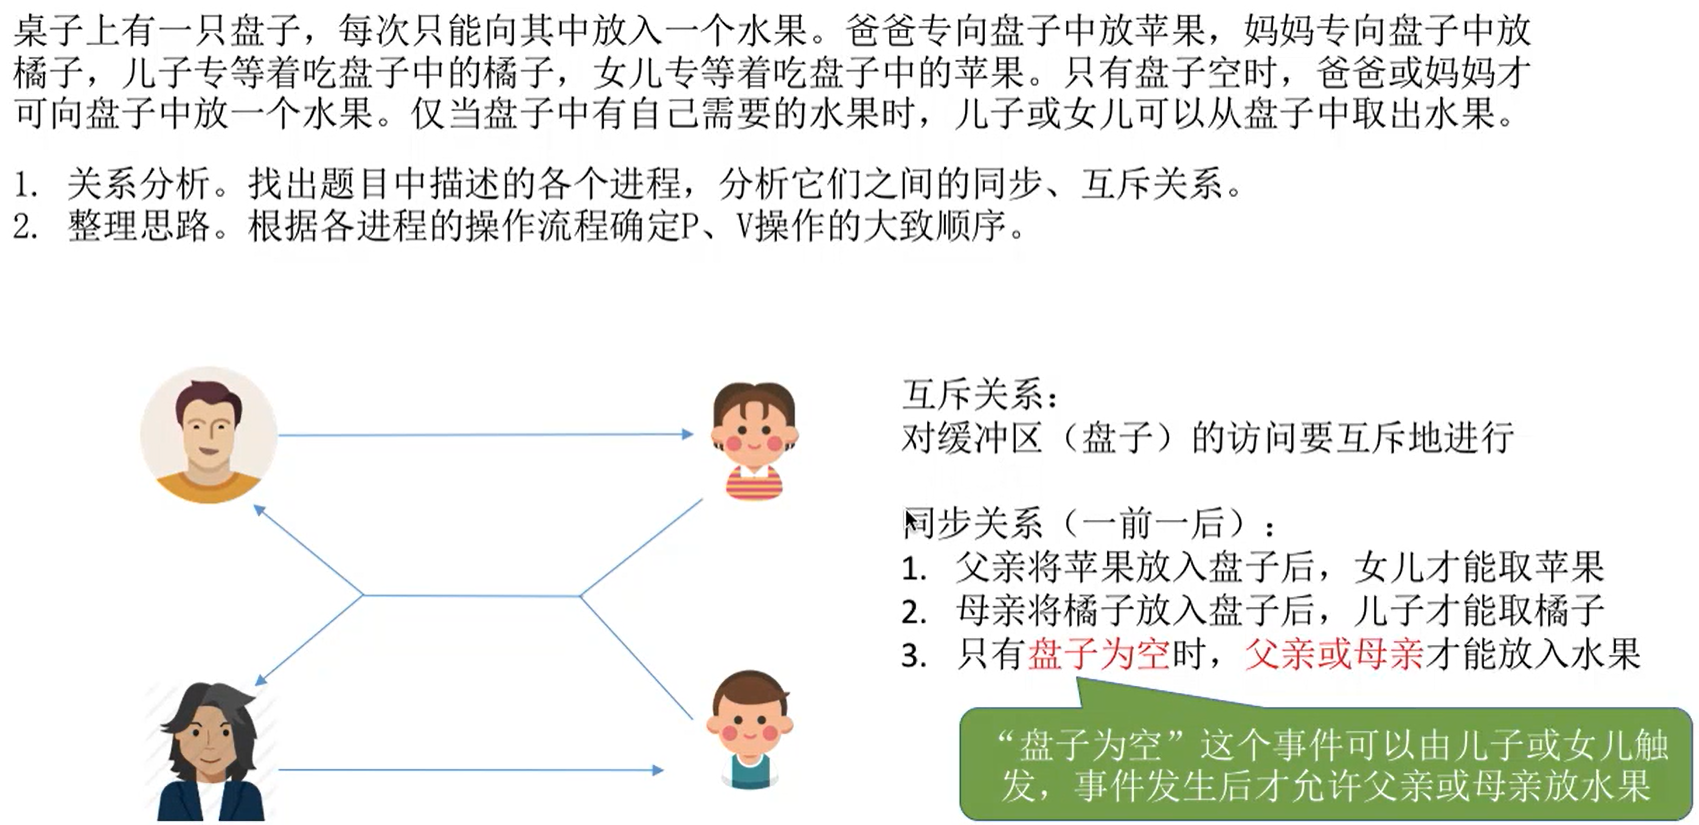 桌子上有一只盘子，每次只能向其中放入一个水果。爸爸专向盘子中放苹果，妈妈专向盘子中放
橘子，儿子专等着吃盘子中的橘子，女儿专等着吃盘子中的苹果。只有盘子空时，爸爸或妈妈才
可向盘子中放一个水果。仅当盘子中有自己需要的水果时，儿子或女儿可以从盘子中取出水果。
1. 关系分析。找出题目中描述的各个进程，分析它们之间的同步、互斥关系。
2. 整理思路。根据各进程的操作流程确定P、V操作的大致顺序。
互斥关系：
对缓冲区（盘子）的访问要互斥地进行
同步关系（一前一后）：
1. 父亲将苹果放入盘子后，女儿才能取苹果
2. 母亲将橘子放入盘子后，儿子才能取橘子
3. 只有盘子为空时，父亲或母亲才能放入水果
“盘子为空”这个事件可以由儿子或女儿触
发，事件发生后才允许父亲或母亲放水果